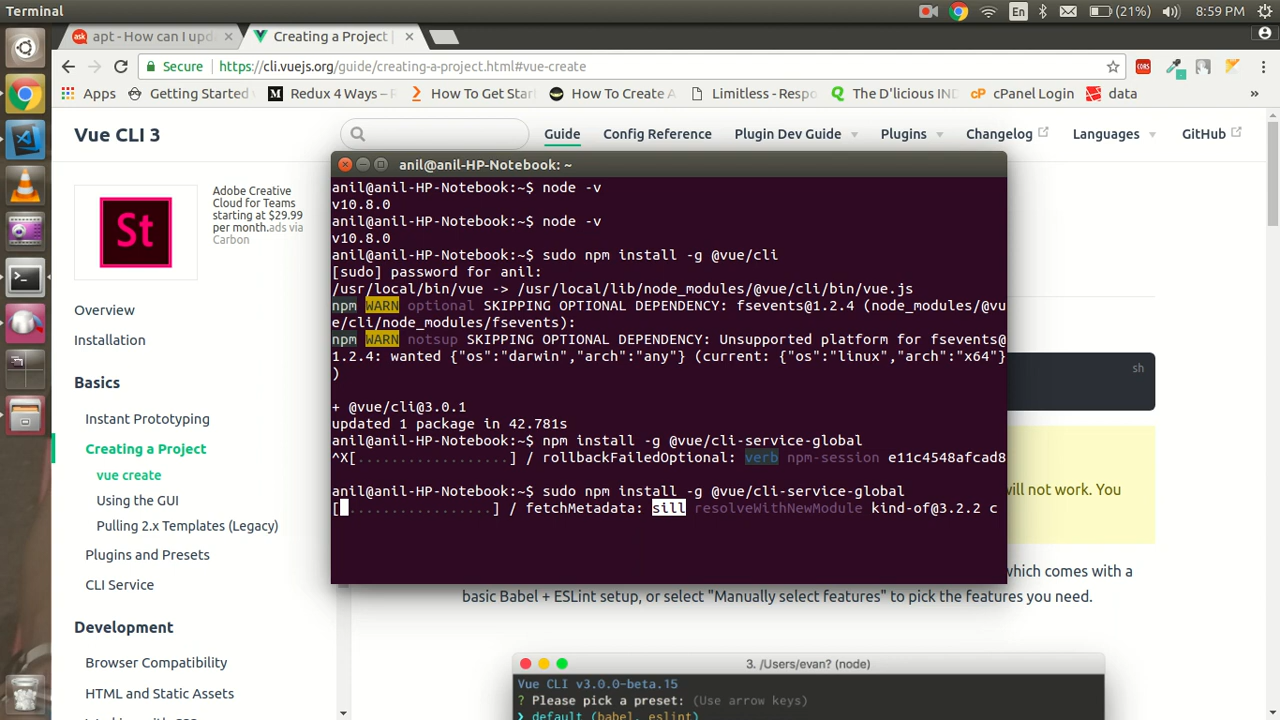 Terminal
En
(21%)
8:59 PM
apt - How can I upd
Creating a Project |
Secure
https://cli.vuejs.org/guide/creating-a-project.html#vue-create
CORS
Apps
Getting Started
Redux 4 Ways –
How To Get Star
How To Create A
Limitless - Respo
The D'licious IND
cPanel Login
data
»
Vue CLI 3
Guide
Config Reference
Plugin Dev Guide
Plugins
Changelog
Languages
GitHub
St
Adobe Creative
Cloud for Teams
starting at $29.99
per month.ads via
Carbon
Overview
Installation
Basics
Instant Prototyping
Creating a Project
vue create
Using the GUI
Pulling 2.x Templates (Legacy)
Plugins and Presets
CLI Service
Development
Browser Compatibility
HTML and Static Assets
anil@anil-HP-Notebook: ~
anil@anil-HP-Notebook:~$ node -v
v10.8.0
anil@anil-HP-Notebook:~$ node -v
v10.8.0
anil@anil-HP-Notebook:~$ sudo npm install -g @vue/cli
[sudo] password for anil:
/usr/local/bin/vue -> /usr/local/lib/node_modules/@vue/cli/bin/vue.js
npm WARN optional SKIPPING OPTIONAL DEPENDENCY: fsevents@1.2.4 (node_modules/@vu
e/cli/node_modules/fsevents):
npm WARN notsup SKIPPING OPTIONAL DEPENDENCY: Unsupported platform for fsevents@
1.2.4: wanted {"os":"darwin","arch":"any"} (current: {"os":"linux","arch":"x64"}
)
+ @vue/cli@3.0.1
updated 1 package in 42.781s
anil@anil-HP-Notebook:~$ npm install -g @vue/cli-service-global
^X[..................] / rollbackFailedOptional: verb npm-session e11c4548afcad8
anil@anil-HP-Notebook:~$ sudo npm install -g @vue/cli-service-global
[ .................] / fetchMetadata: sill resolveWithNewModule kind-of@3.2.2 c
sh
will not work. You
which comes with a
basic Babel + ESLint setup, or select "Manually select features" to pick the features you need.
3. /Users/evan? (node)
Vue CLI v3.0.0-beta.15
? Please pick a preset: (Use arrow keys)
❯ default (babel, eslint)